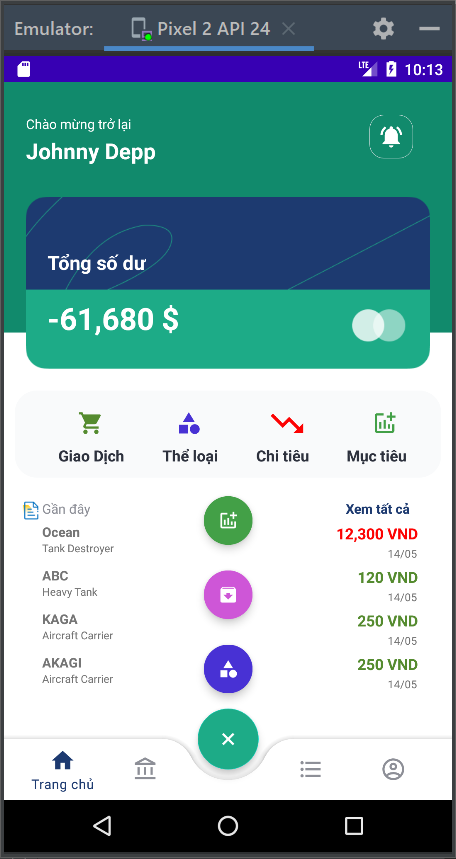 Emulator: Pixel 2 API 24
LTE 10:13
Chào mừng trở lại
Johnny Depp
Tổng số dư
-61,680 $
Giao Dịch Thể loại Chi tiêu Mục tiêu
Gần đây Xem tất cả
Ocean 12,300 VND
Tank Destroyer 14/05
ABC 120 VND
Heavy Tank 14/05
KAGA 250 VND
Aircraft Carrier 14/05
AKAGI 250 VND
Aircraft Carrier 14/05
Trang chủ